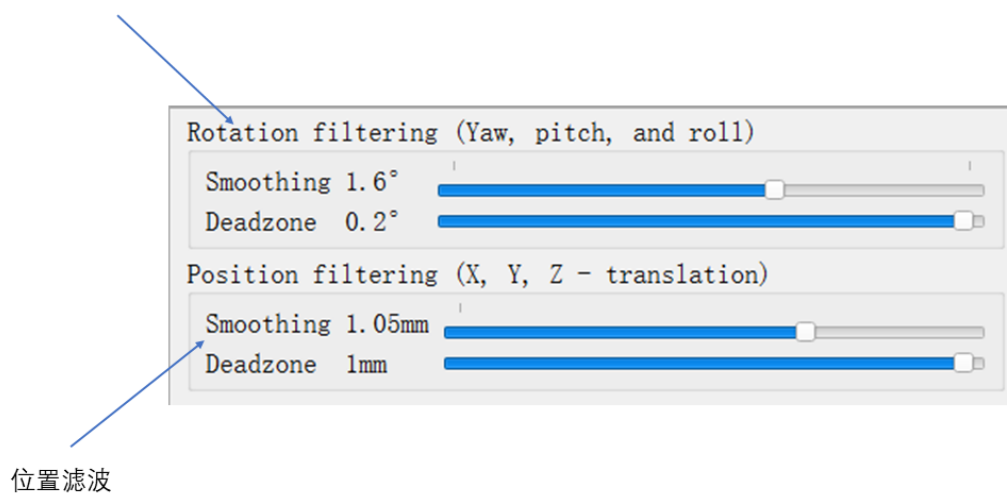 Rotation filtering (Yaw, pitch, and roll)
Smoothing 1.6°
Deadzone 0.2°
Position filtering (X, Y, Z - translation)
Smoothing 1.05mm
Deadzone 1mm
位置滤波